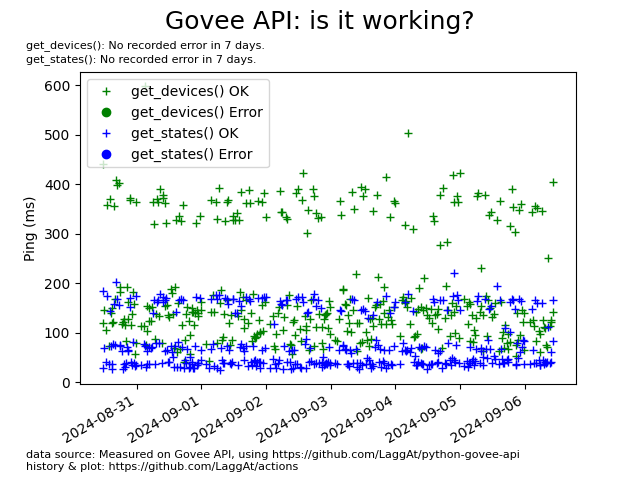 Govee API: is it working?
get_devices(): No recorded error in 7 days.
get_states(): No recorded error in 7 days.
600
500
400
300
200
100
0
Ping (ms)
get_devices() OK
get_devices() Error
get_states() OK
get_states() Error
2024-08-31
2024-09-01
2024-09-02
2024-09-03
2024-09-04
2024-09-05
2024-09-06
data source: Measured on Govee API, using https://github.com/LaggAt/python-govee-api
history & plot: https://github.com/LaggAt/actions